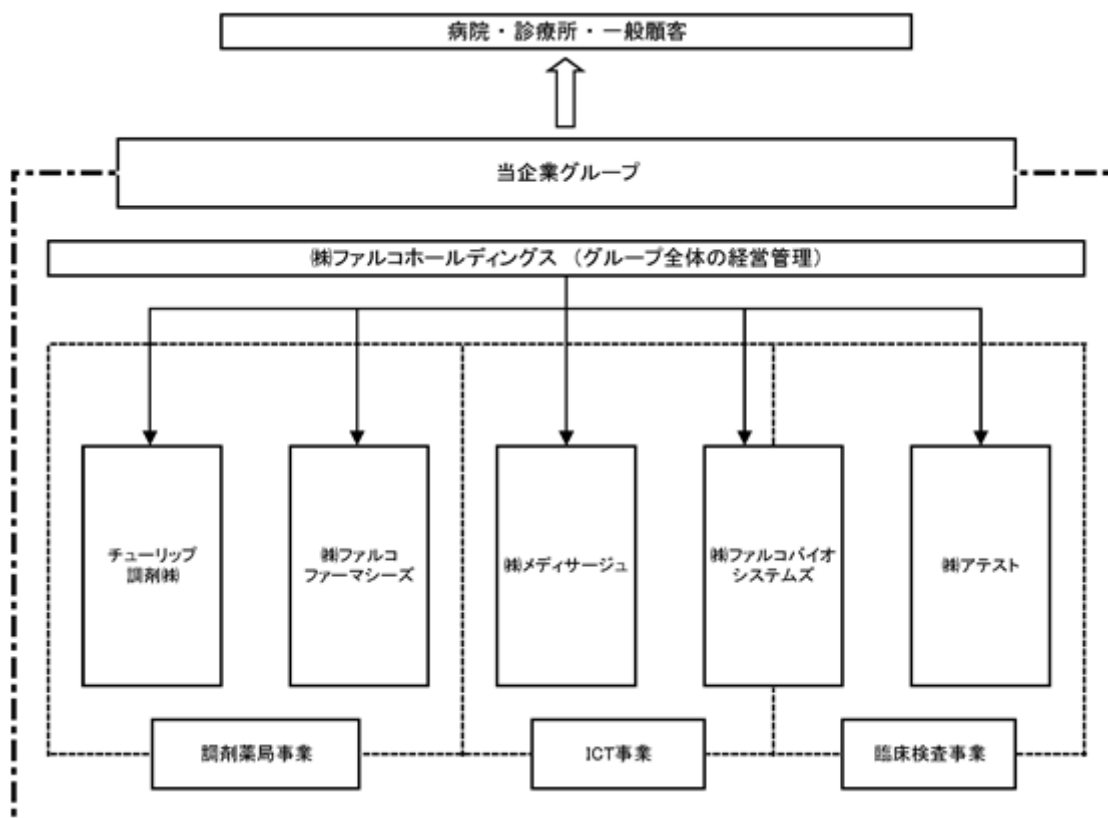 病院・診療所・一般顧客
当企業グループ
㈱ファルコホールディングス （グループ全体の経営管理）
チューリップ
調剤㈱
㈱ファルコ
ファーマシーズ
㈱メディサージュ
㈱ファルコバイオ
システムズ
㈱アテスト
調剤薬局事業
ICT事業
臨床検査事業